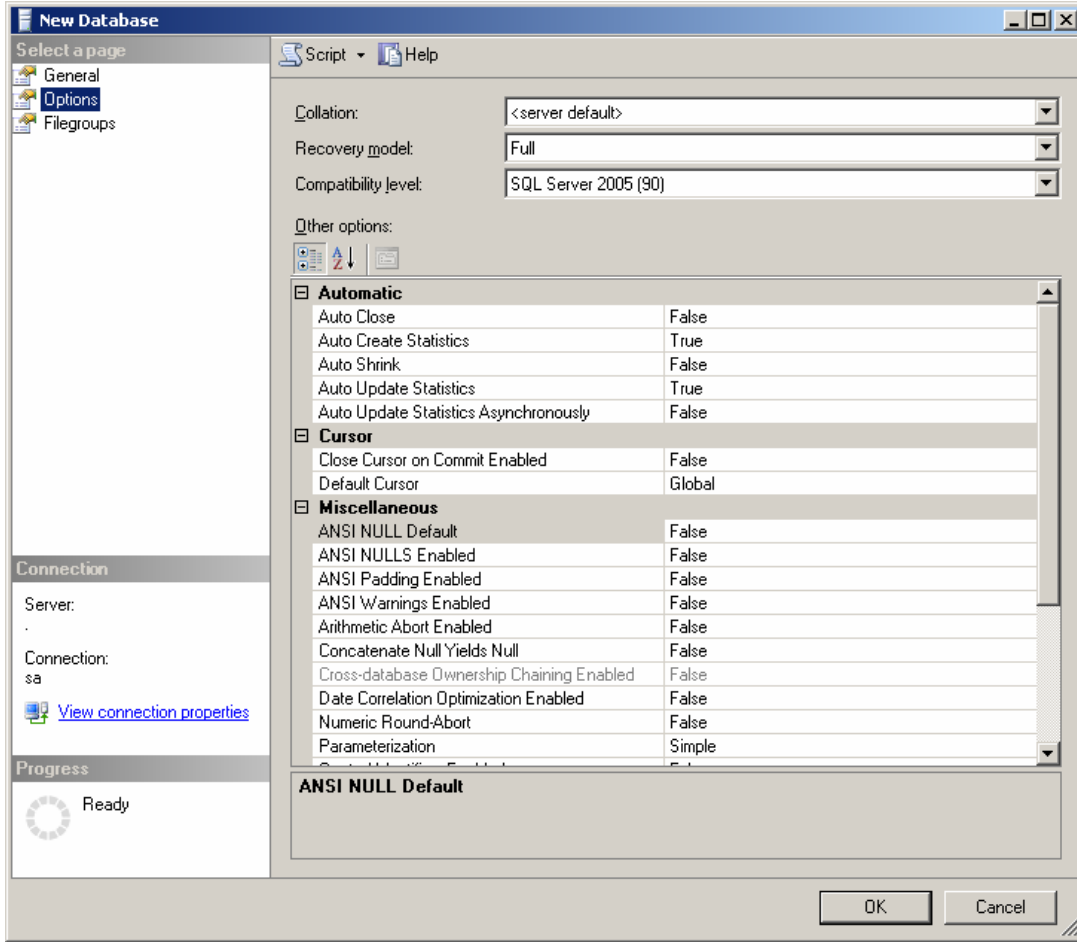 New Database
Select a page
General
Options
Filegroups
Script Help
Collation: <server default>
Recovery model: Full
Compatibility level: SQL Server 2005 (90)
Other options:
Automatic
Auto Close False
Auto Create Statistics True
Auto Shrink False
Auto Update Statistics True
Auto Update Statistics Asynchronously False
Cursor
Close Cursor on Commit Enabled False
Default Cursor Global
Miscellaneous
ANSI NULL Default False
ANSI NULLS Enabled False
ANSI Padding Enabled False
ANSI Warnings Enabled False
Arithmetic Abort Enabled False
Concatenate Null Yields Null False
Cross-database Ownership Chaining Enabled False
Date Correlation Optimization Enabled False
Numeric Round-Abort False
Parameterization Simple
ANSI NULL Default
Connection
Server:
.
Connection:
sa
View connection properties
Progress
Ready
OK Cancel